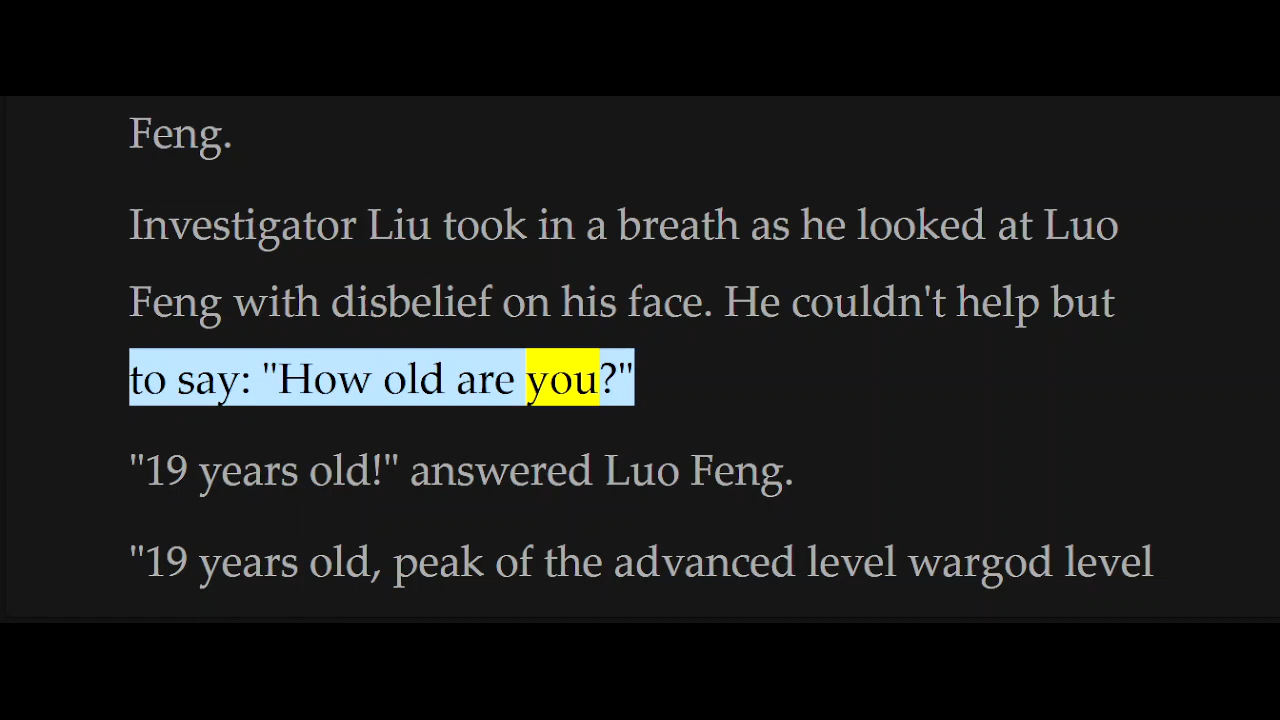 Feng.
Investigator Liu took in a breath as he looked at Luo
Feng with disbelief on his face. He couldn't help but
to say: "How old are you?"
"19 years old!" answered Luo Feng.
"19 years old, peak of the advanced level wargod level